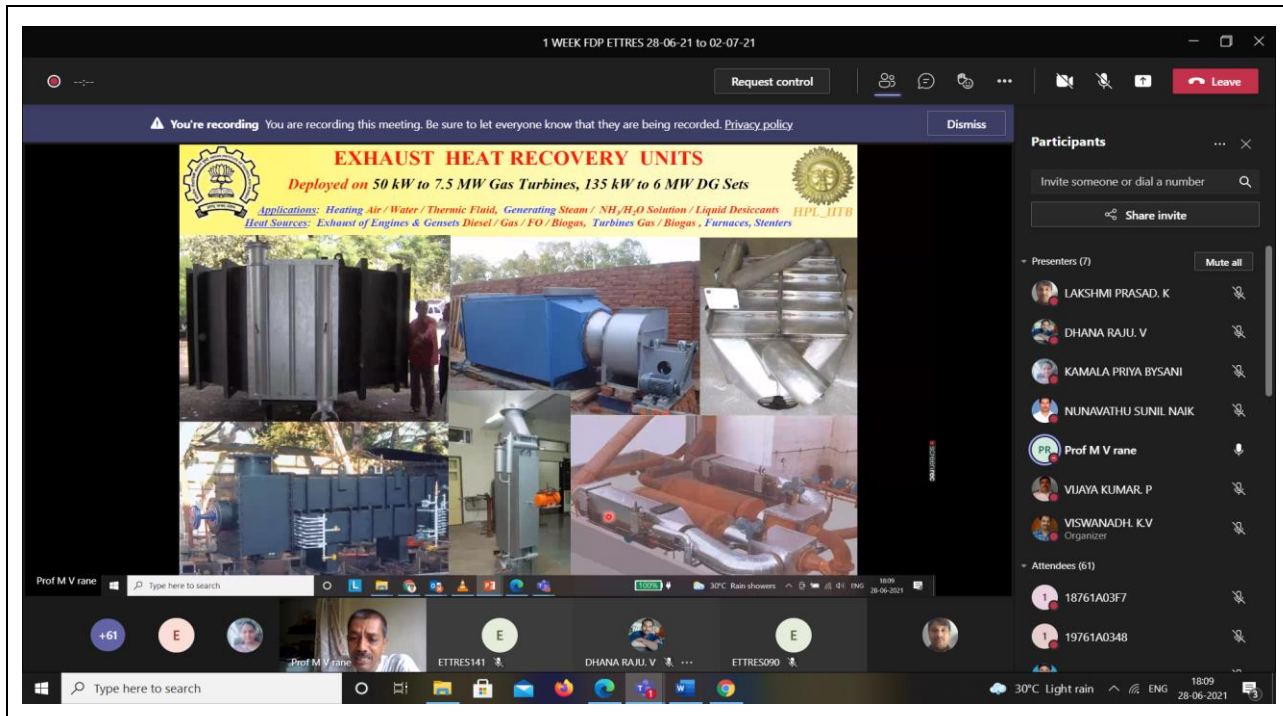 1 WEEK FDP ETTRES 28-06-21 to 02-07-21
--:--
Request control
Leave
You're recording You are recording this meeting. Be sure to let everyone know that they are being recorded. Privacy policy
Dismiss
EXHAUST HEAT RECOVERY UNITS
Deployed on 50 kW to 7.5 MW Gas Turbines, 135 kW to 6 MW DG Sets
Applications: Heating Air / Water / Thermic Fluid, Generating Steam / NH3/H2O Solution / Liquid Desiccants
HPL_IITB
Heat Sources: Exhaust of Engines & Gensets Diesel / Gas / FO / Biogas, Turbines Gas / Biogas , Furnaces, Stenters
Participants
Invite someone or dial a number
Share invite
Presenters (7)
Mute all
LAKSHMI PRASAD. K
DHANA RAJU. V
KAMALA PRIYA BYSANI
NUNAVATHU SUNIL NAIK
PR
Prof M V rane
VIJAYA KUMAR. P
VISWANADH. K.V
Organizer
Attendees (61)
1
18761A03F7
1
19761A0348
SCREENREC
Prof M V rane
Type here to search
100%
30°C Rain showers
ENG
18:09
28-06-2021
+61
E
Prof M V rane
E
ETTRES141
DHANA RAJU. V
E
ETTRES090
Type here to search
30°C Light rain
ENG
18:09
28-06-2021
3